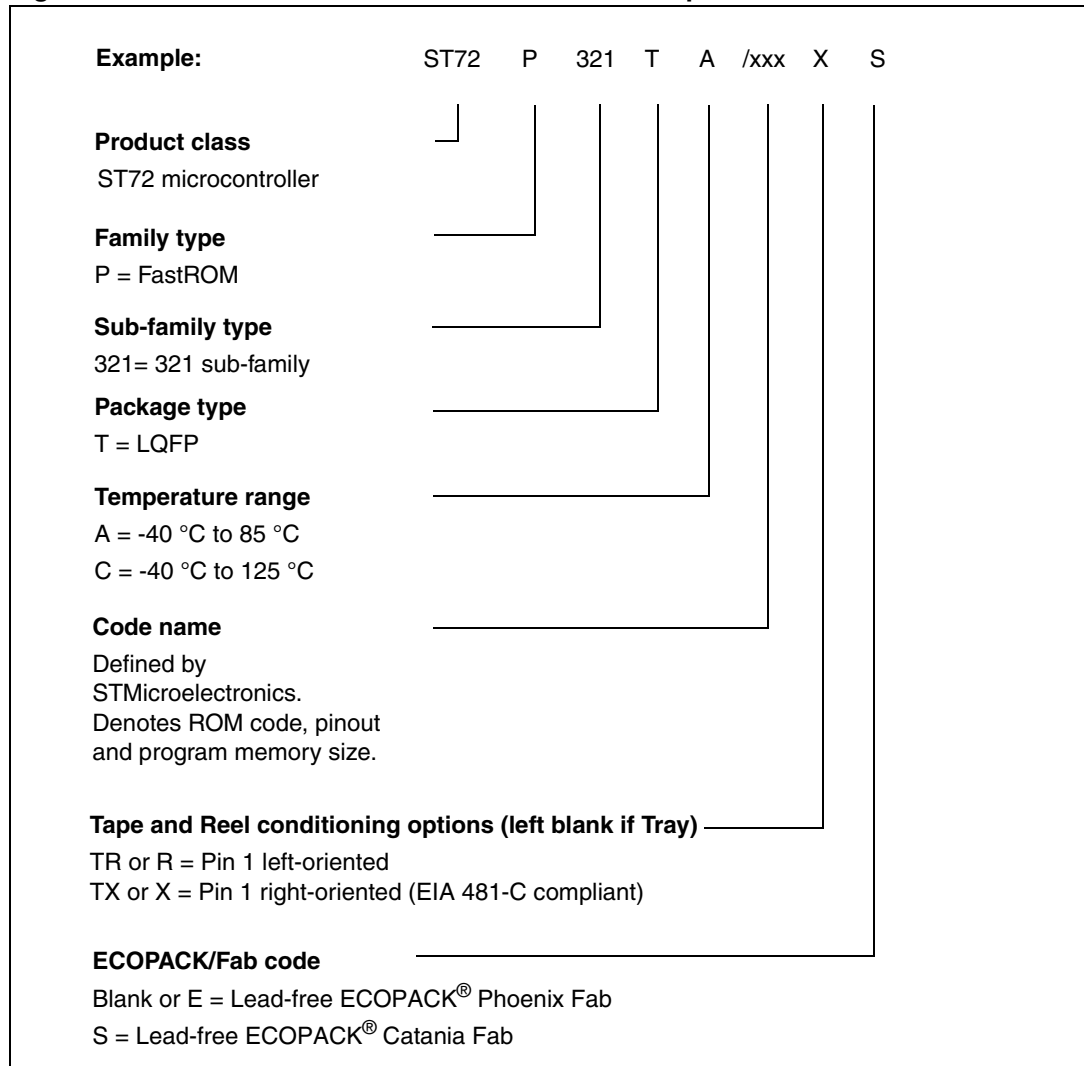 Example: ST72 P 321 T A /xxx X S
Product class
ST72 microcontroller
Family type
P = FastROM
Sub-family type
321= 321 sub-family
Package type
T = LQFP
Temperature range
A = -40 °C to 85 °C
C = -40 °C to 125 °C
Code name
Defined by
STMicroelectronics.
Denotes ROM code, pinout
and program memory size.
Tape and Reel conditioning options (left blank if Tray)
TR or R = Pin 1 left-oriented
TX or X = Pin 1 right-oriented (EIA 481-C compliant)
ECOPACK/Fab code
Blank or E = Lead-free ECOPACK® Phoenix Fab
S = Lead-free ECOPACK® Catania Fab